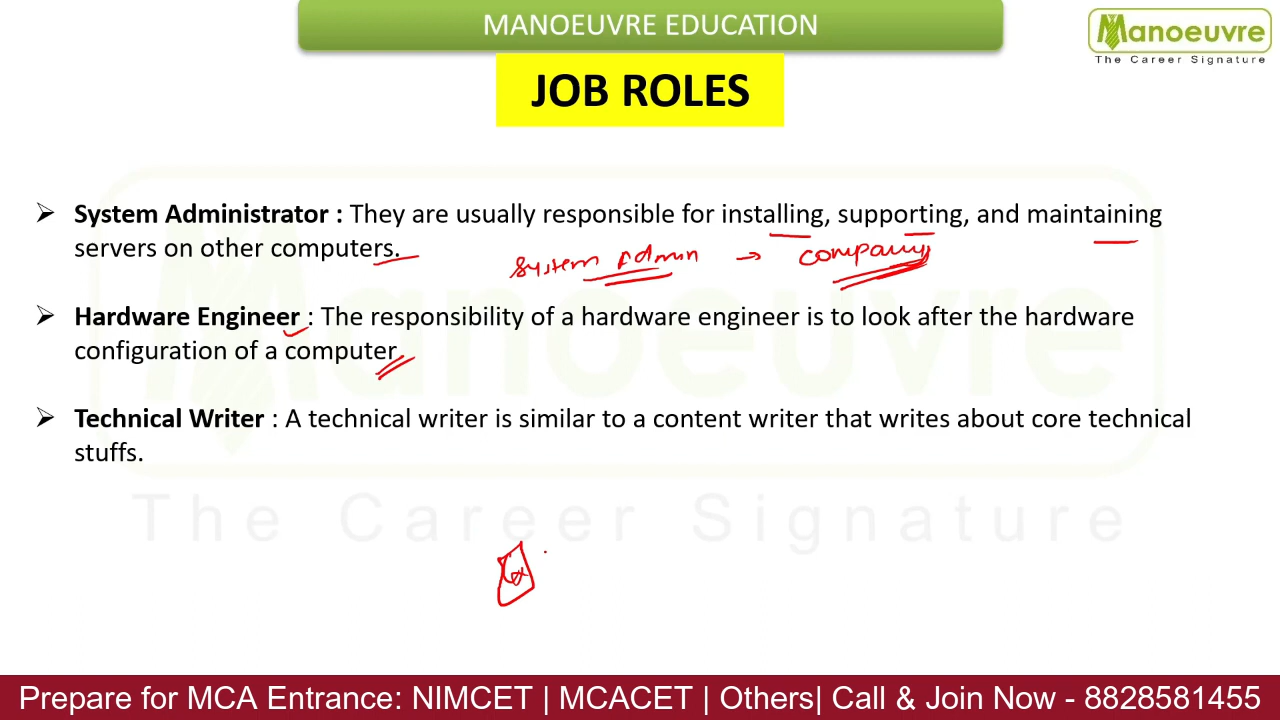 MANOEUVRE EDUCATION
Manoeuvre
The Career Signature
JOB ROLES
➢ System Administrator : They are usually responsible for installing, supporting, and maintaining
servers on other computers.
System Admin → company
➢ Hardware Engineer : The responsibility of a hardware engineer is to look after the hardware
configuration of a computer.
➢ Technical Writer : A technical writer is similar to a content writer that writes about core technical
stuffs.
Manoeuvre
The Career Signature
Prepare for MCA Entrance: NIMCET | MCACET | Others| Call & Join Now - 8828581455